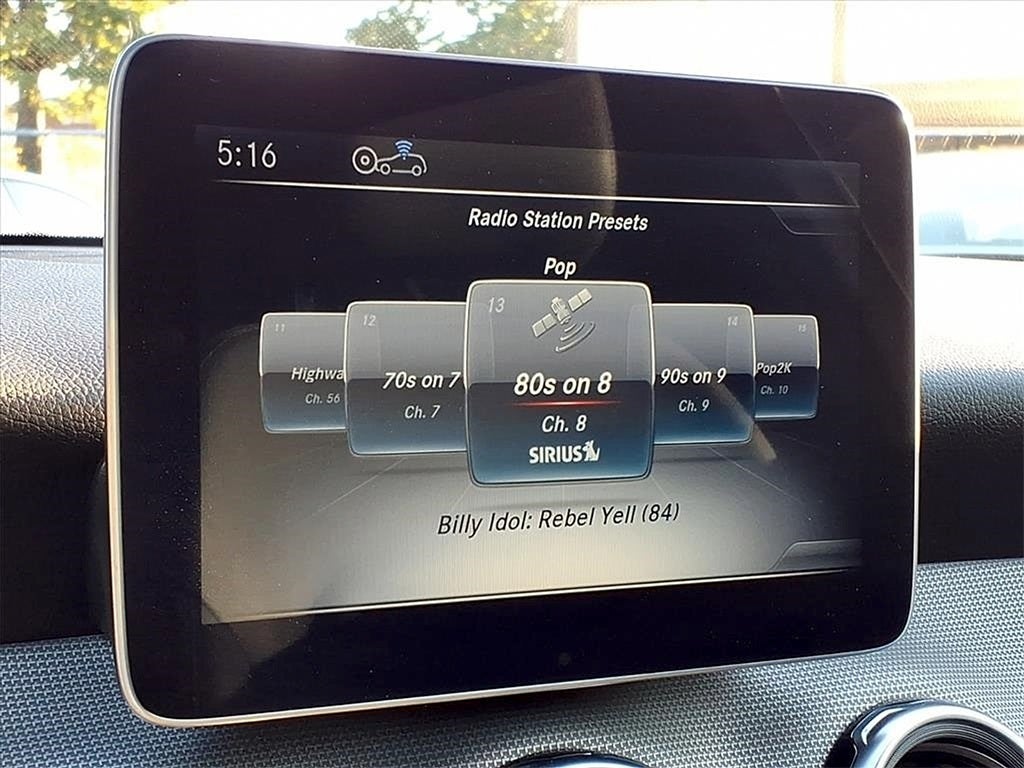 5:16
Radio Station Presets
Pop
11
12
13
14
15
Highwa
70s on 7
80s on 8
90s on 9
Pop2K
Ch. 56
Ch. 7
Ch. 8
Ch. 9
Ch. 10
SIRIUS
Billy Idol: Rebel Yell (84)